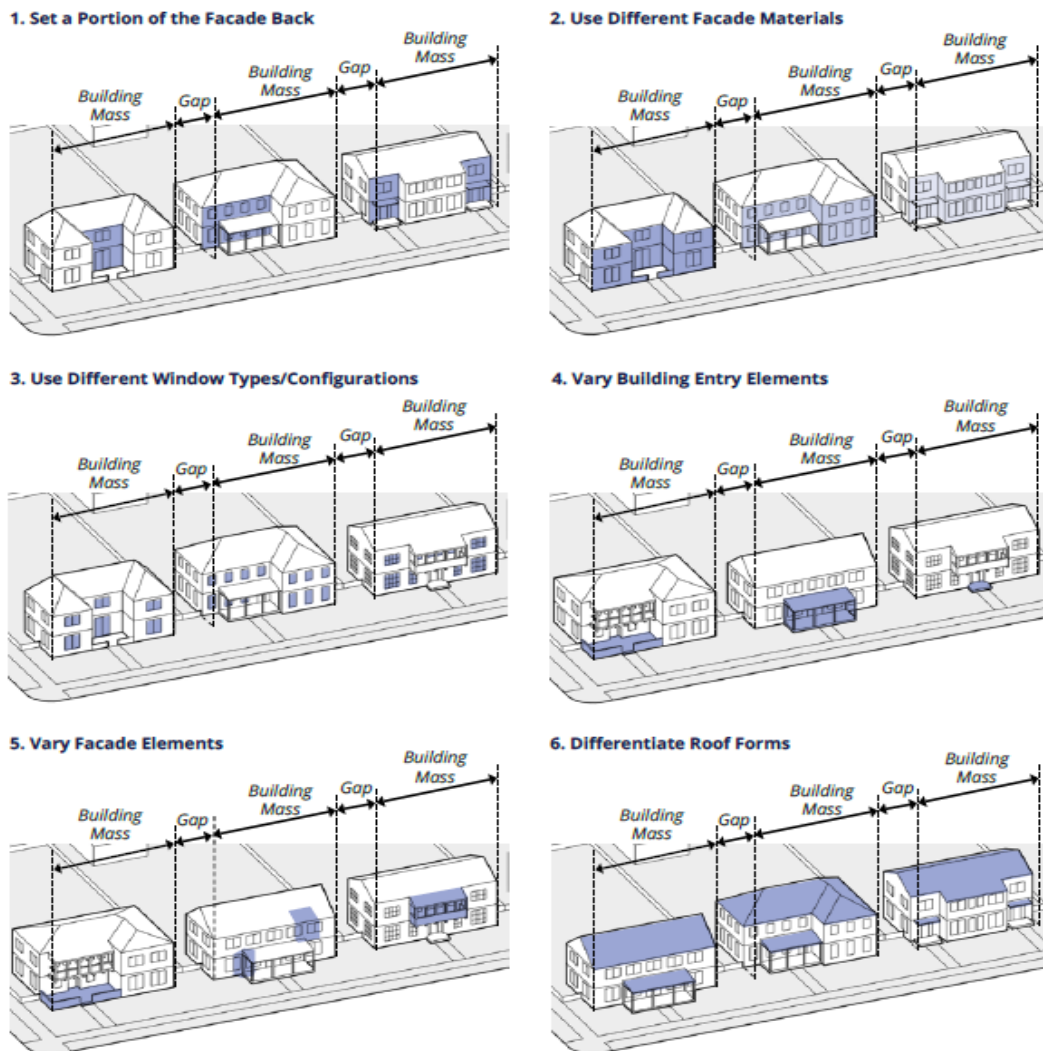 1. Set a Portion of the Facade Back
Building
Mass
Gap
Building
Mass
Gap
Building
Mass
2. Use Different Facade Materials
Building
Mass
Gap
Building
Mass
Gap
Building
Mass
3. Use Different Window Types/Configurations
Building
Mass
Gap
Building
Mass
Gap
Building
Mass
4. Vary Building Entry Elements
Building
Mass
Gap
Building
Mass
Gap
Building
Mass
5. Vary Facade Elements
Building
Mass
Gap
Building
Mass
Gap
Building
Mass
6. Differentiate Roof Forms
Building
Mass
Gap
Building
Mass
Gap
Building
Mass